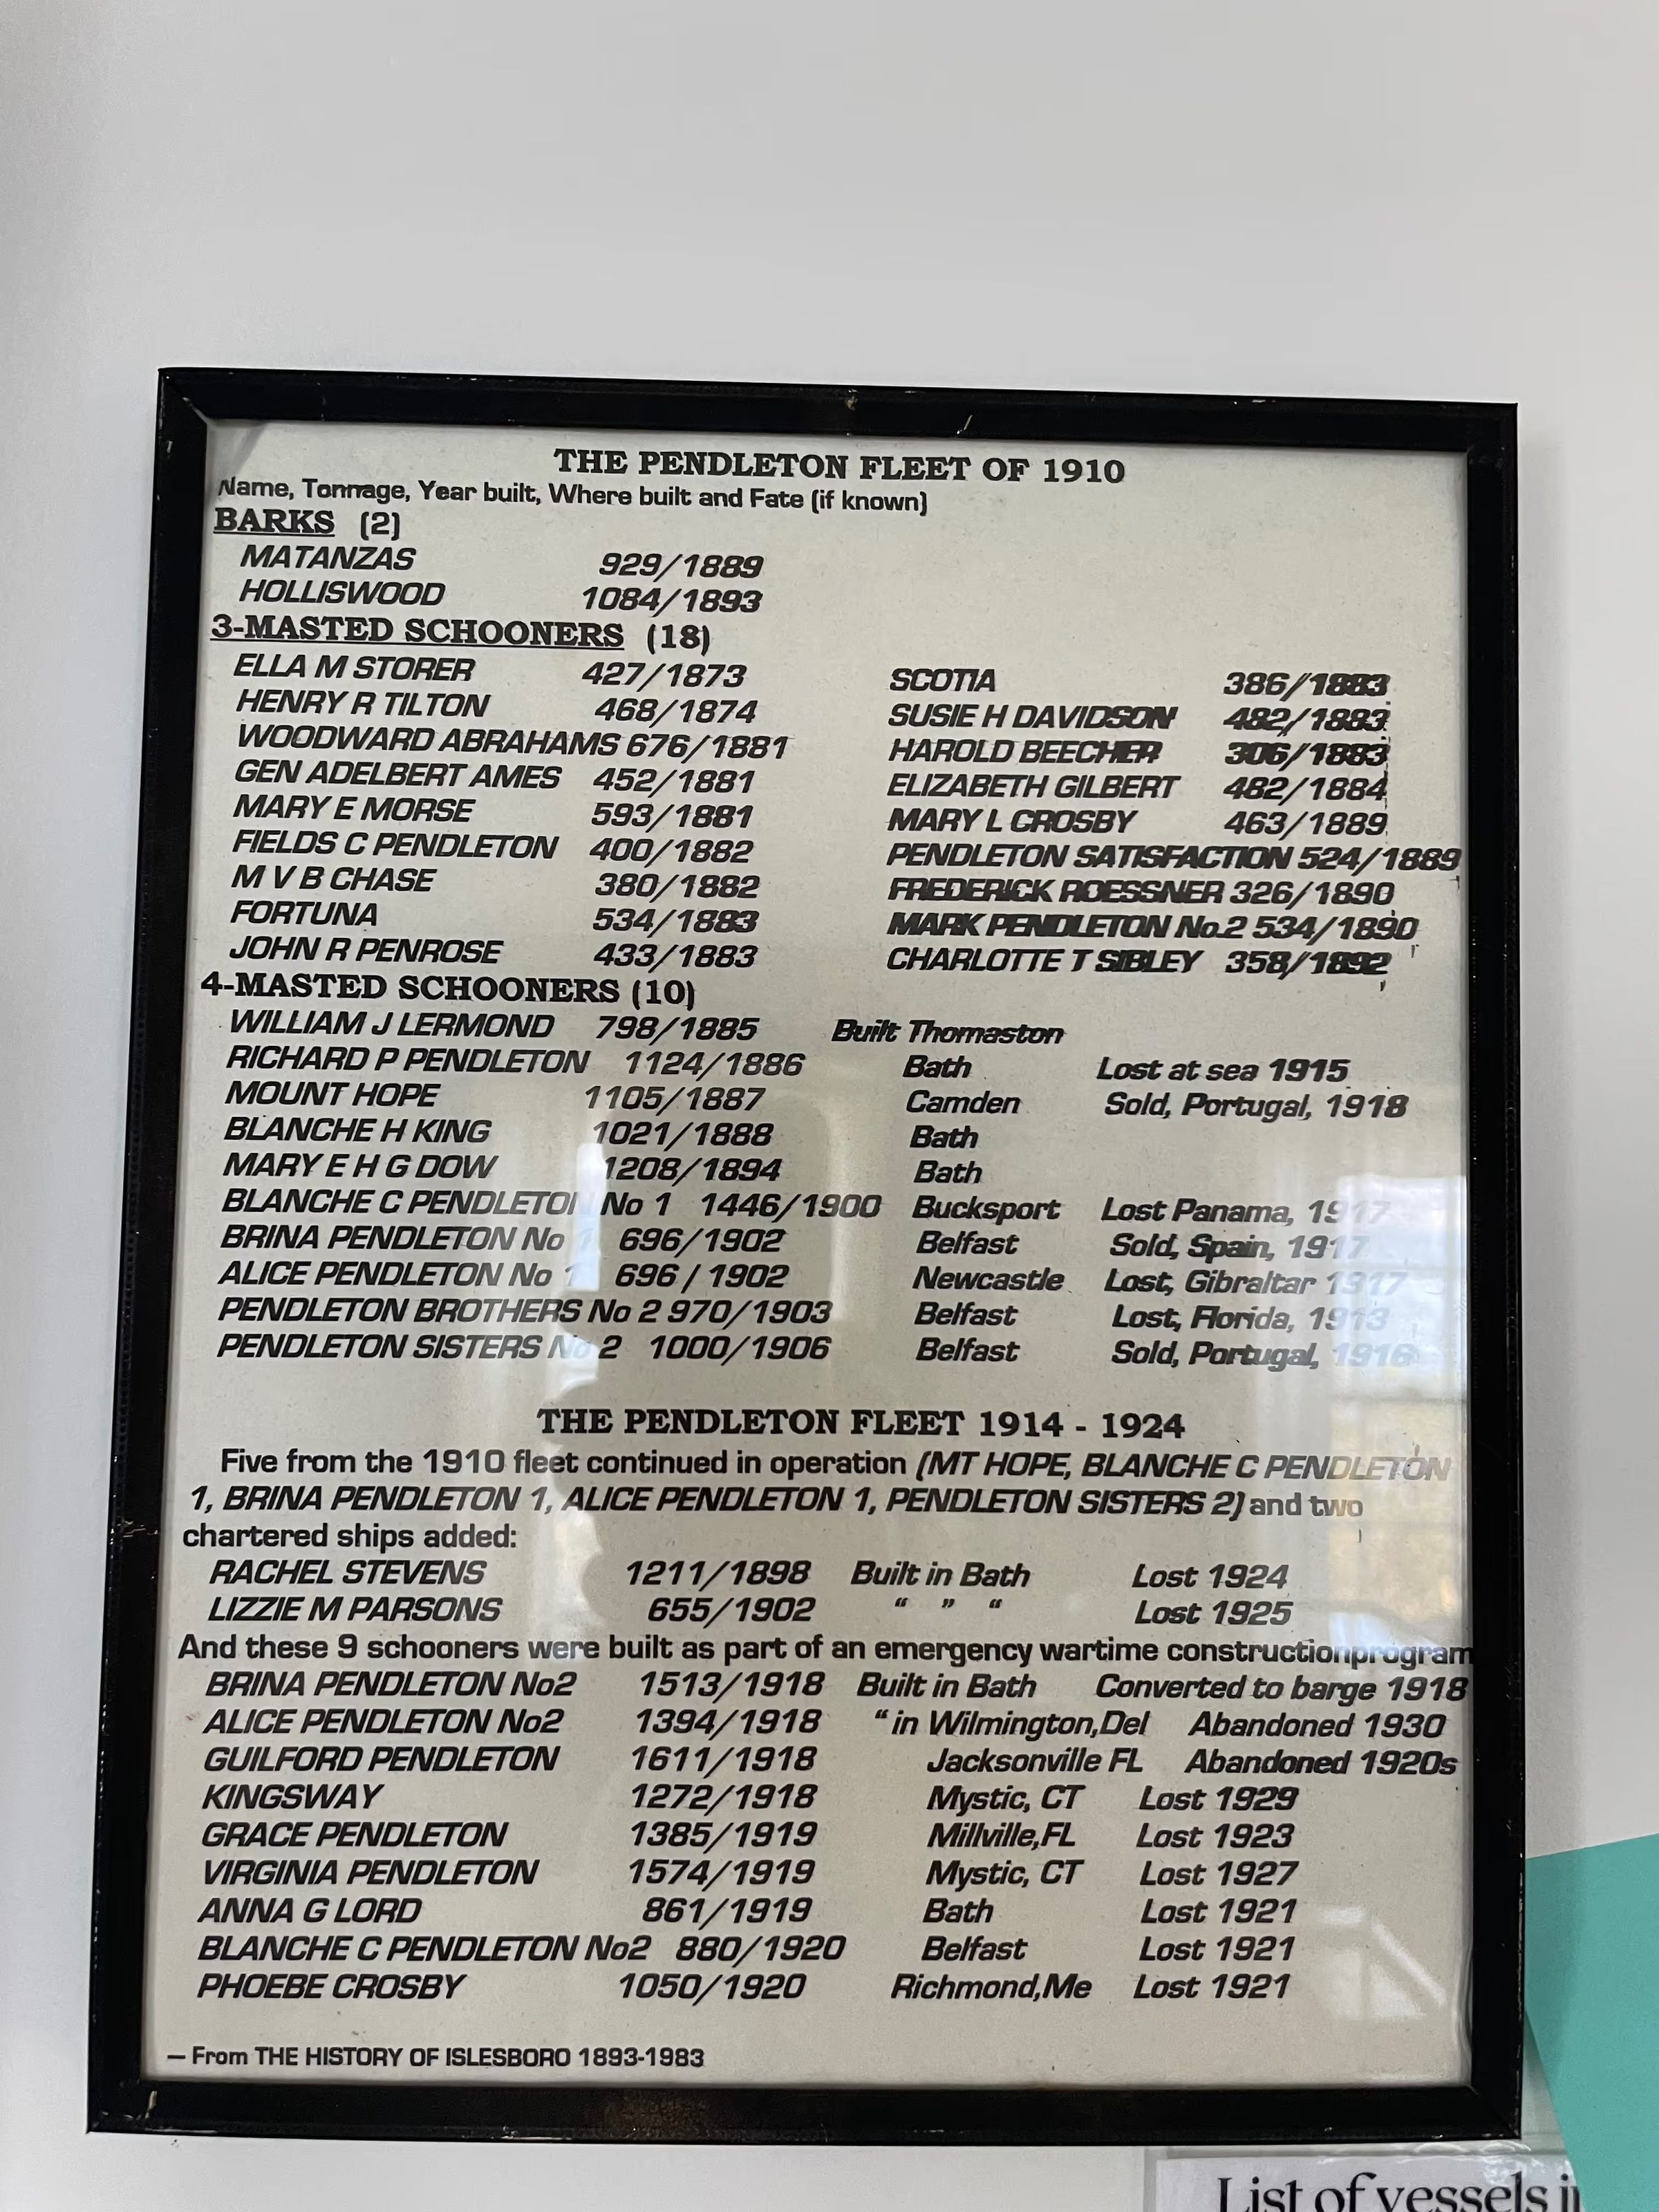 THE PENDLETON FLEET OF 1910
Name, Tonnage, Year built, Where built and Fate (if known)
BARKS (2)
MATANZAS 929/1889
HOLLISWOOD 1084/1893
3-MASTED SCHOONERS (18)
ELLA M STORER 427/1873 SCOTIA 386/1883
HENRY R TILTON 468/1874 SUSIE H DAVIDSON 482/1883
WOODWARD ABRAHAMS 676/1881 HAROLD BEECHER 306/1883
GEN ADELBERT AMES 452/1881 ELIZABETH GILBERT 482/1884
MARY E MORSE 593/1881 MARY L CROSBY 463/1889
FIELDS C PENDLETON 400/1882 PENDLETON SATISFACTION 524/1889
M V B CHASE 380/1882 FREDERICK ROESSNER 326/1890
FORTUNA 534/1883 MARK PENDLETON No.2 534/1890
JOHN R PENROSE 433/1883 CHARLOTTE T SIBLEY 358/1892
4-MASTED SCHOONERS (10)
WILLIAM J LERMOND 798/1885 Built Thomaston
RICHARD P PENDLETON 1124/1886 Bath Lost at sea 1915
MOUNT HOPE 1105/1887 Camden Sold, Portugal, 1918
BLANCHE H KING 1021/1888 Bath
MARY E H G DOW 1208/1894 Bath
BLANCHE C PENDLETON No 1 1446/1900 Bucksport Lost Panama, 1917
BRINA PENDLETON No 1 696/1902 Belfast Sold, Spain, 1917
ALICE PENDLETON No 1 696 / 1902 Newcastle Lost, Gibraltar 1917
PENDLETON BROTHERS No 2 970/1903 Belfast Lost, Florida, 1913
PENDLETON SISTERS No 2 1000/1906 Belfast Sold, Portugal, 1916
THE PENDLETON FLEET 1914 - 1924
Five from the 1910 fleet continued in operation (MT HOPE, BLANCHE C PENDLETON
1, BRINA PENDLETON 1, ALICE PENDLETON 1, PENDLETON SISTERS 2) and two
chartered ships added:
RACHEL STEVENS 1211/1898 Built in Bath Lost 1924
LIZZIE M PARSONS 655/1902 “ ” “ Lost 1925
And these 9 schooners were built as part of an emergency wartime constructionprogram
BRINA PENDLETON No2 1513/1918 Built in Bath Converted to barge 1918
ALICE PENDLETON No2 1394/1918 “ in Wilmington,Del Abandoned 1930
GUILFORD PENDLETON 1611/1918 Jacksonville FL Abandoned 1920s
KINGSWAY 1272/1918 Mystic, CT Lost 1929
GRACE PENDLETON 1385/1919 Millville,FL Lost 1923
VIRGINIA PENDLETON 1574/1919 Mystic, CT Lost 1927
ANNA G LORD 861/1919 Bath Lost 1921
BLANCHE C PENDLETON No2 880/1920 Belfast Lost 1921
PHOEBE CROSBY 1050/1920 Richmond,Me Lost 1921
— From THE HISTORY OF ISLESBORO 1893-1983
List of vessels